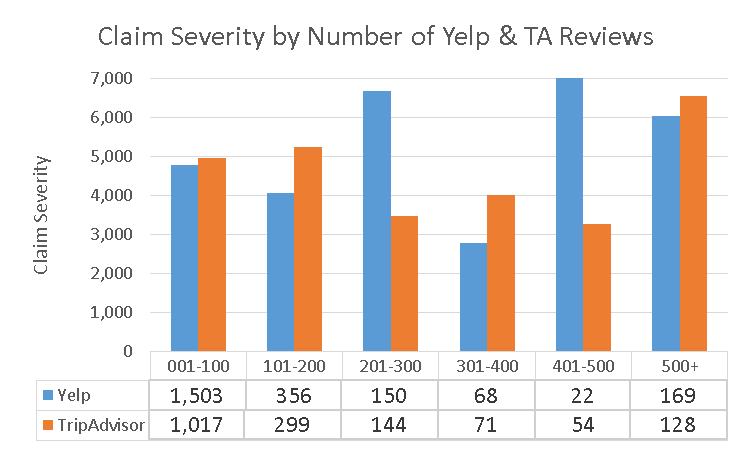 Claim Severity by Number of Yelp & TA Reviews
7,000
6,000
5,000
4,000
3,000
2,000
1,000
0
Claim Severity
001-100 101-200 201-300 301-400 401-500 500+
Yelp 1,503 356 150 68 22 169
TripAdvisor 1,017 299 144 71 54 128